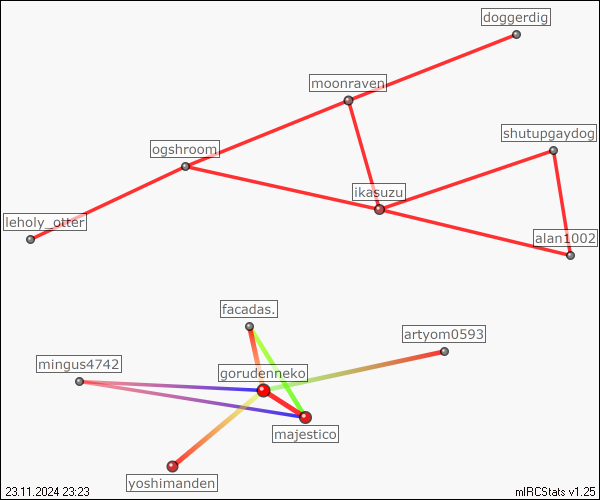 doggerdig
moonraven
shutupgaydog
ogshroom
ikasuzu
leholy_otter
alan1002
facadas.
artyom0593
mingus4742
gorudenneko
majestico
yoshimanden
23.11.2024 23:23
mIRCStats v1.25